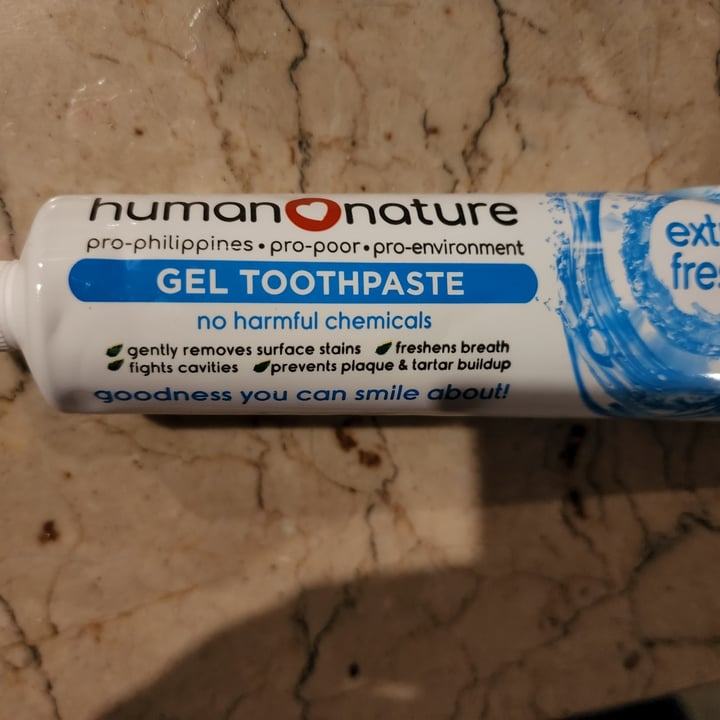 human nature
pro-philippines • pro-poor • pro-environment
GEL TOOTHPASTE
no harmful chemicals
gently removes surface stains freshens breath
fights cavities prevents plaque & tartar buildup
goodness you can smile about!